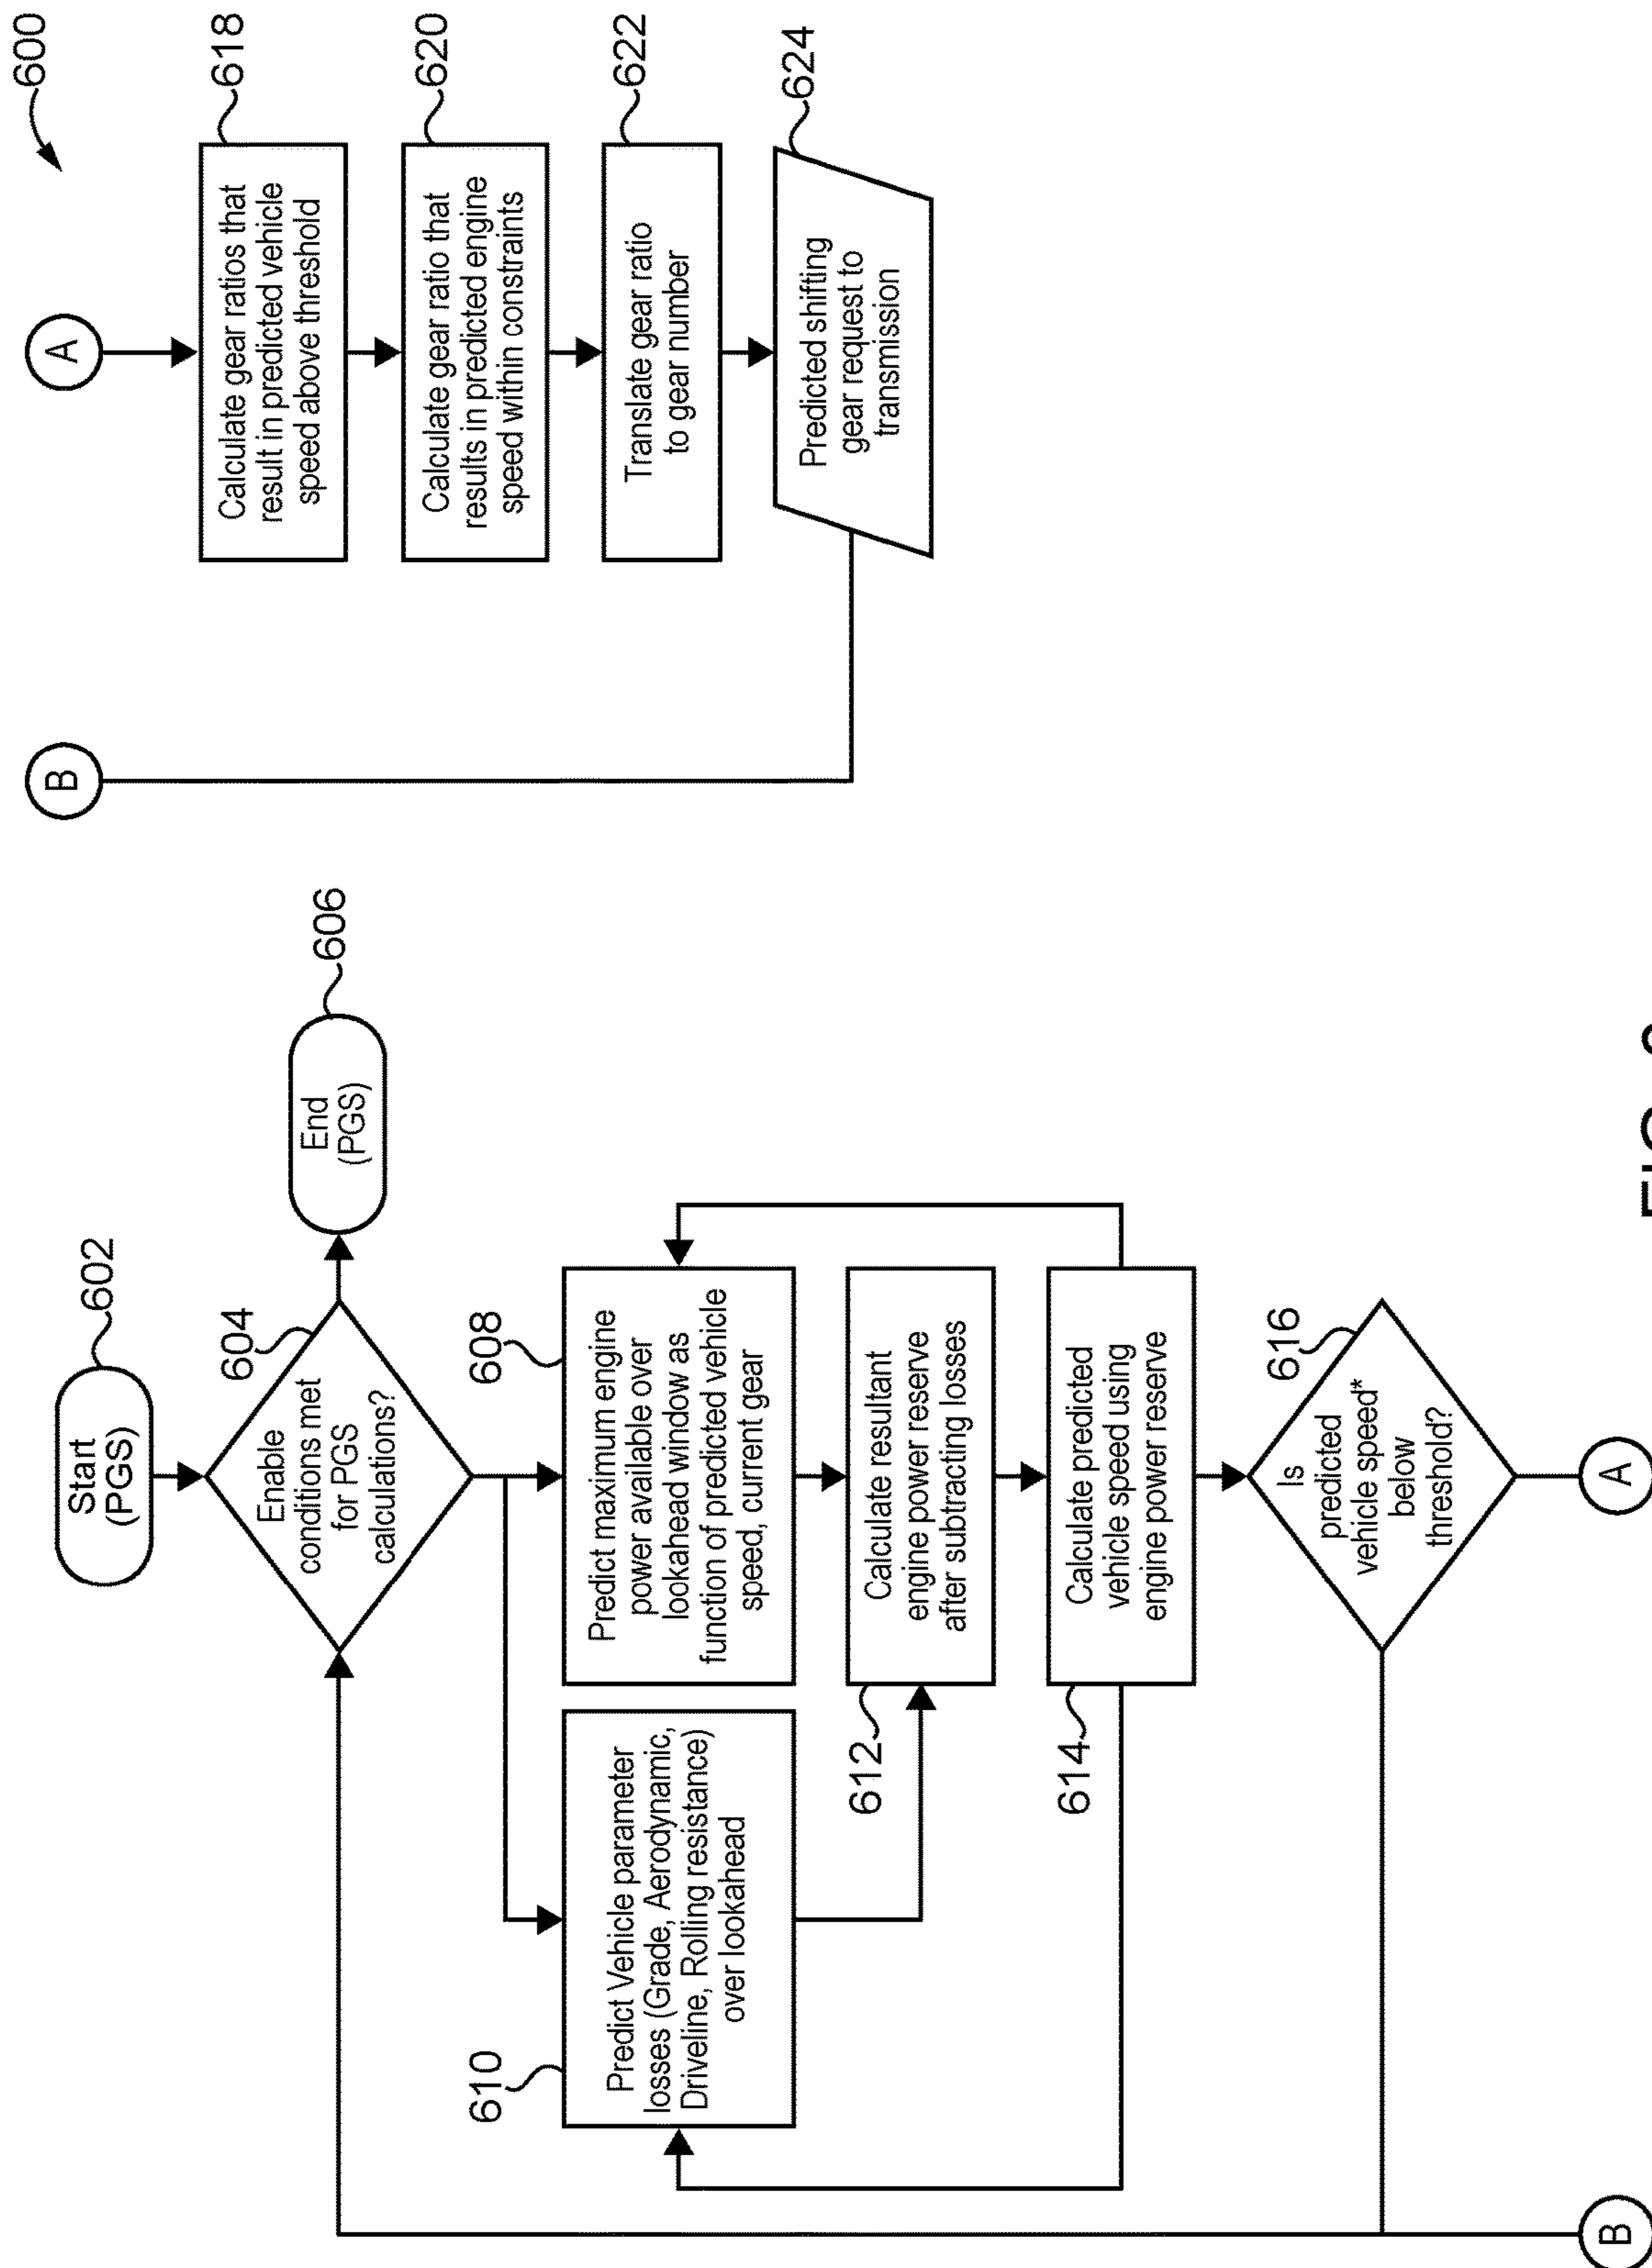 600
Start
(PGS)
602
Enable
conditions met
for PGS
calculations?
604
End
(PGS)
606
Predict maximum engine
power available over
lookahead window as
function of predicted vehicle
speed, current gear
608
Predict Vehicle parameter
losses (Grade, Aerodynamic,
Driveline, Rolling resistance)
over lookahead
610
Calculate resultant
engine power reserve
after subtracting losses
612
Calculate predicted
vehicle speed using
engine power reserve
614
Is
predicted
vehicle speed*
below
threshold?
616
B
A
A
Calculate gear ratios that
result in predicted vehicle
speed above threshold
618
Calculate gear ratio that
results in predicted engine
speed within constraints
620
Translate gear ratio
to gear number
622
Predicted shifting
gear request to
transmission
624
B
FIG.